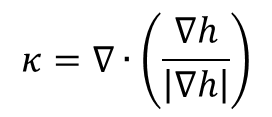 κ = ∇ · (∇h / |∇h|)